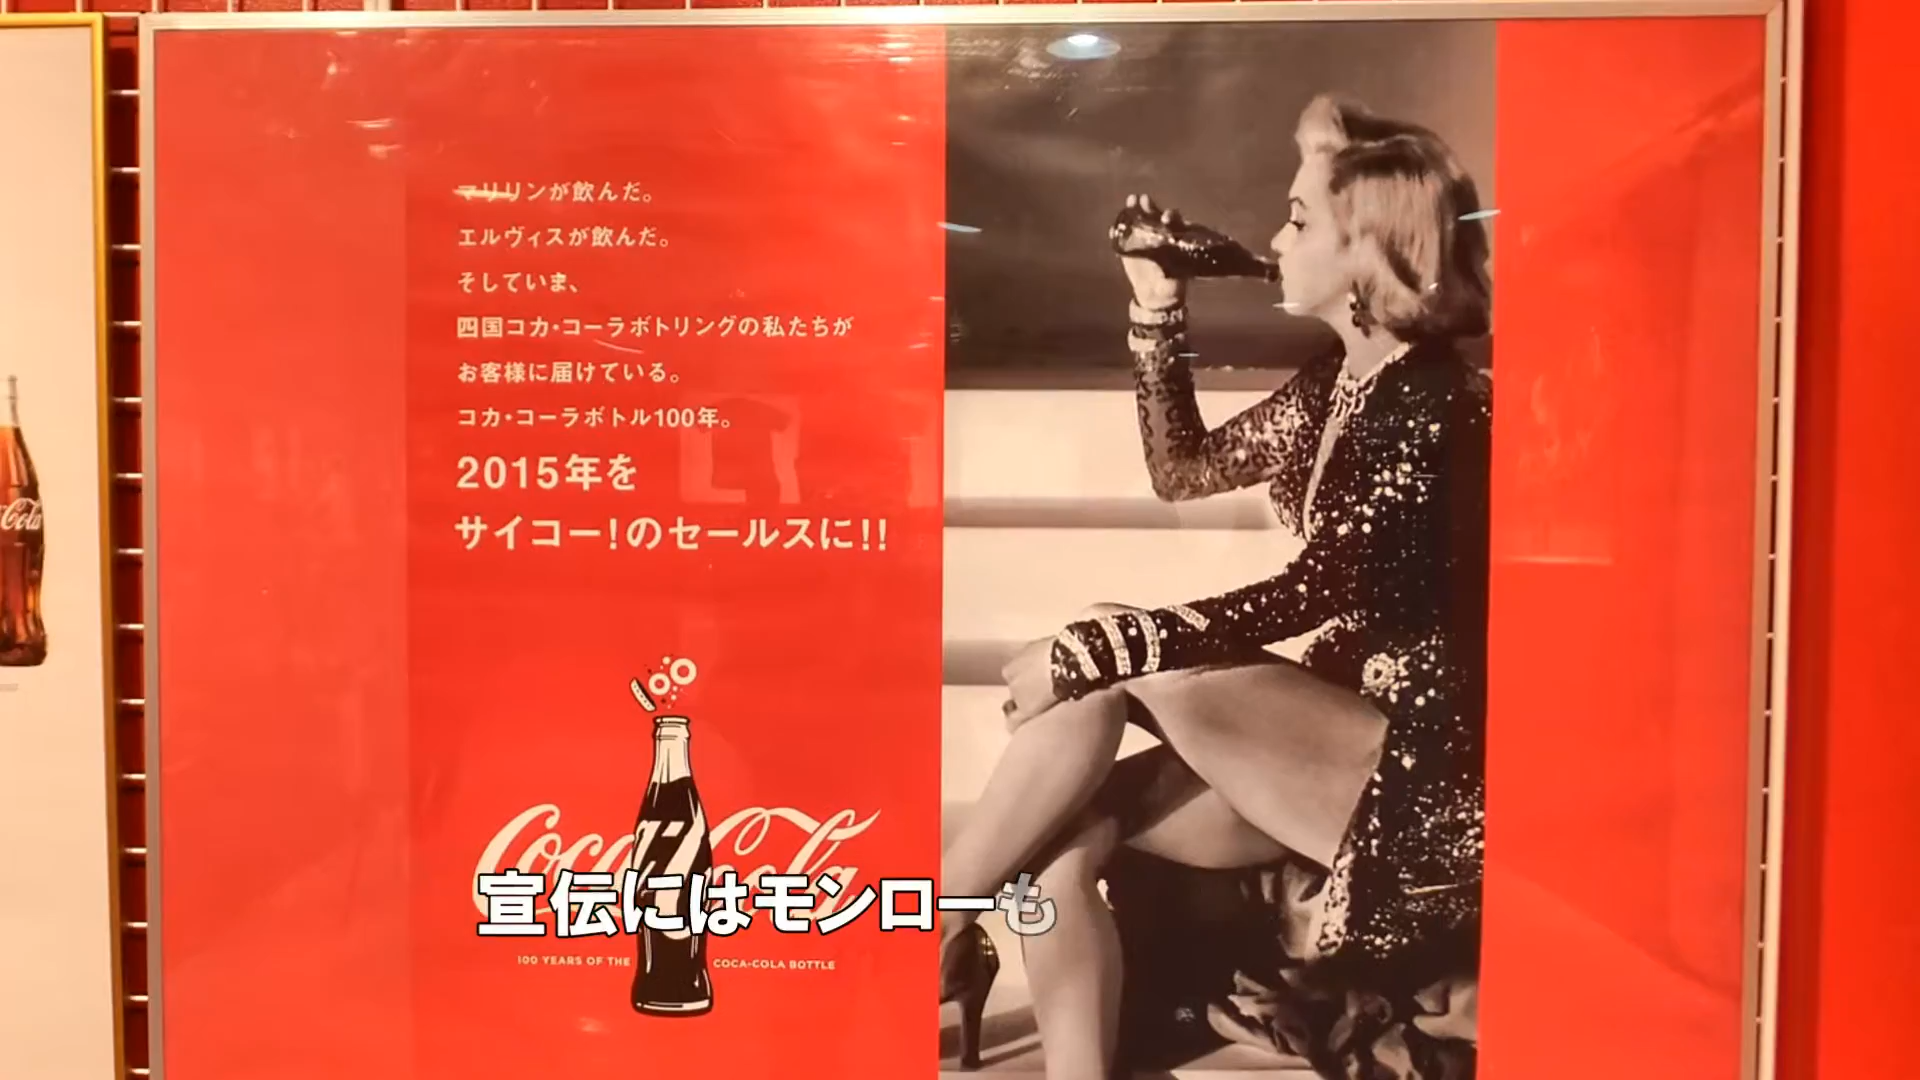 マリリンが飲んだ。
エルヴィスが飲んだ。
そしていま、
四国コカ・コーラボトリングの私たちが
お客様に届けている。
コカ・コーラボトル100年。
2015年を
サイコー!のセールスに!!
Coca-Cola
宣伝にはモンローも
100 YEARS OF THE COCA-COLA BOTTLE
Cola